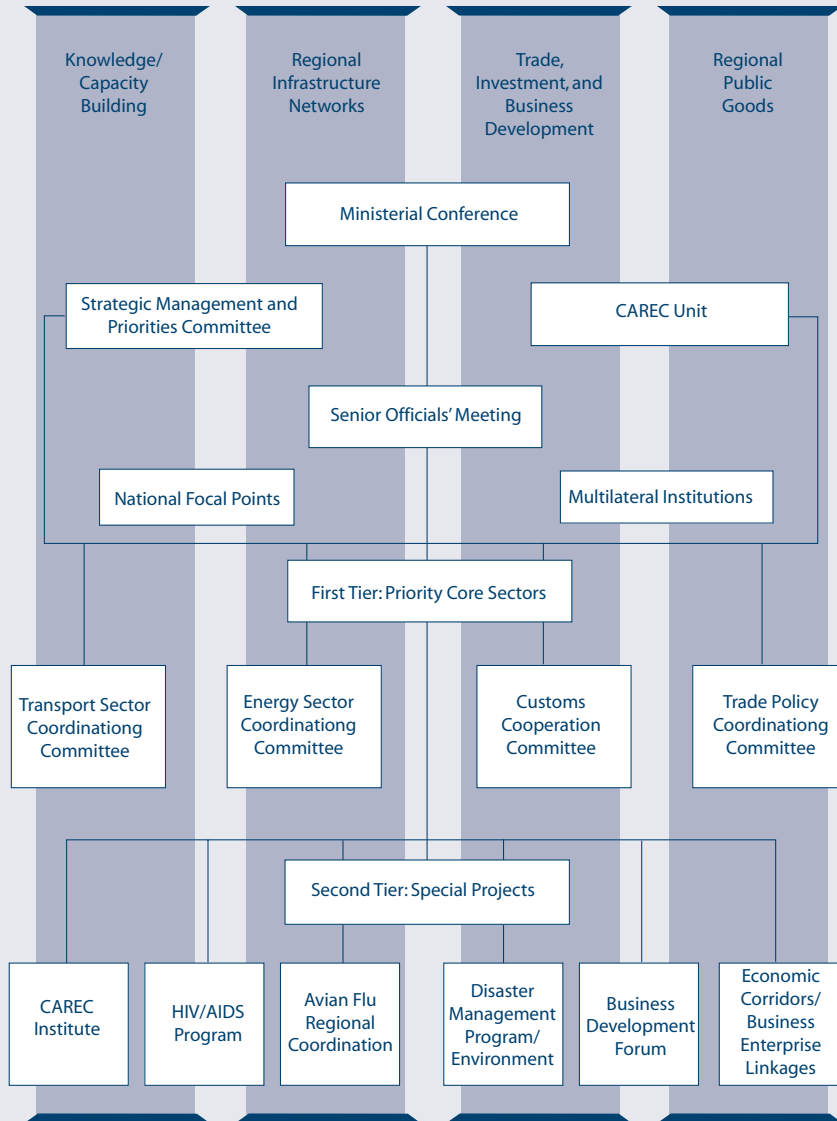 Knowledge/
Capacity
Building
Regional
Infrastructure
Networks
Trade,
Investment, and
Business
Development
Regional
Public
Goods
Ministerial Conference
Strategic Management and
Priorities Committee
CAREC Unit
Senior Officials' Meeting
National Focal Points
Multilateral Institutions
First Tier: Priority Core Sectors
Transport Sector
Coordinationg
Committee
Energy Sector
Coordinationg
Committee
Customs
Cooperation
Committee
Trade Policy
Coordinationg
Committee
Second Tier: Special Projects
CAREC
Institute
HIV/AIDS
Program
Avian Flu
Regional
Coordination
Disaster
Management
Program/
Environment
Business
Development
Forum
Economic
Corridors/
Business
Enterprise
Linkages